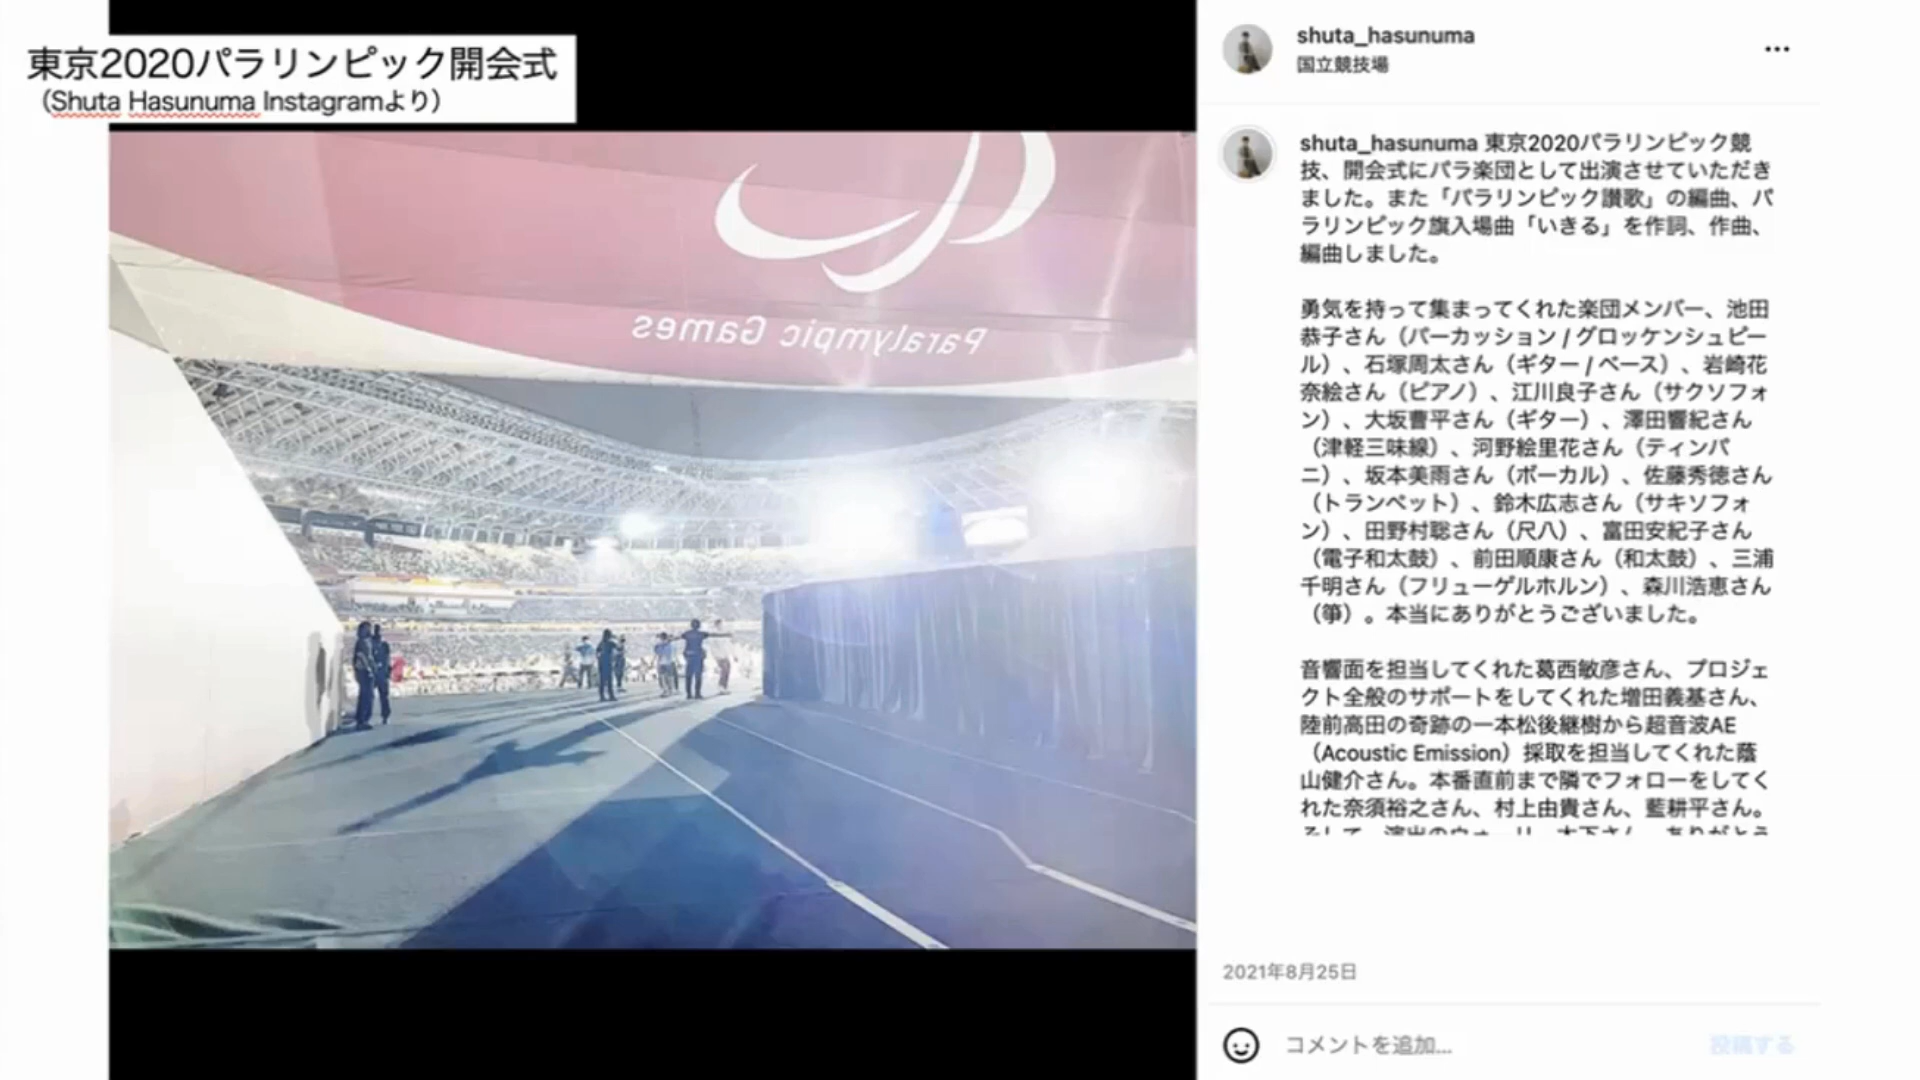 東京2020パラリンピック開会式
（Shuta Hasunuma Instagramより）
Paralympic Games
shuta_hasunuma
国立競技場
shuta_hasunuma 東京2020パラリンピック競
技、開会式にパラ楽団として出演させていただき
ました。また「パラリンピック讃歌」の編曲、パ
ラリンピック旗入場曲「いきる」を作詞、作曲、
編曲しました。
勇気を持って集まってくれた楽団メンバー、池田
恭子さん（パーカッション / グロッケンシュピー
ル）、石塚周太さん（ギター / ベース）、岩崎花
奈絵さん（ピアノ）、江川良子さん（サクソフォ
ン）、大坂曹平さん（ギター）、澤田響紀さん
（津軽三味線）、河野絵里花さん（ティンパ
ニ）、坂本美雨さん（ボーカル）、佐藤秀徳さん
（トランペット）、鈴木広志さん（サキソフォ
ン）、田野村聡さん（尺八）、富田安紀子さん
（電子和太鼓）、前田順康さん（和太鼓）、三浦
千明さん（フリューゲルホルン）、森川浩恵さん
（箏）。本当にありがとうございました。
音響面を担当してくれた葛西敏彦さん、プロジェ
クト全般のサポートをしてくれた増田義基さん、
陸前高田の奇跡の一本松後継樹から超音波AE
（Acoustic Emission）採取を担当してくれた蔭
山健介さん。本番直前まで隣でフォローをしてく
れた奈須裕之さん、村上由貴さん、藍耕平さん。
2021年8月25日
コメントを追加...
投稿する